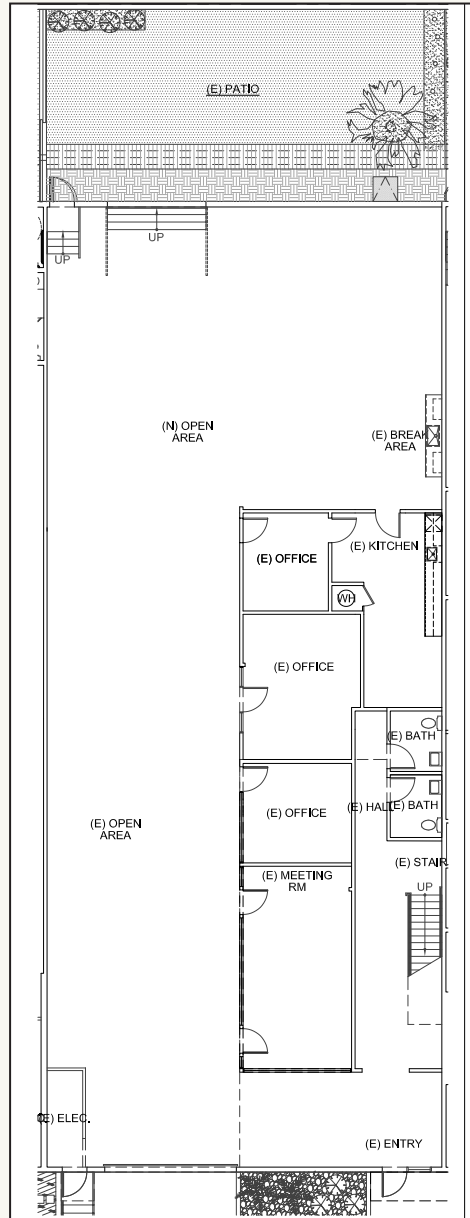 (E) PATIO
UP
UP
(N) OPEN
AREA
(E) BREAK
AREA
(E) OFFICE
(E) KITCHEN
WH
(E) OFFICE
(E) BATH
(E) OFFICE
(E) HALL
(E) BATH
(E) OPEN
AREA
(E) STAIR
(E) MEETING
RM
UP
(E) ELEC.
(E) ENTRY